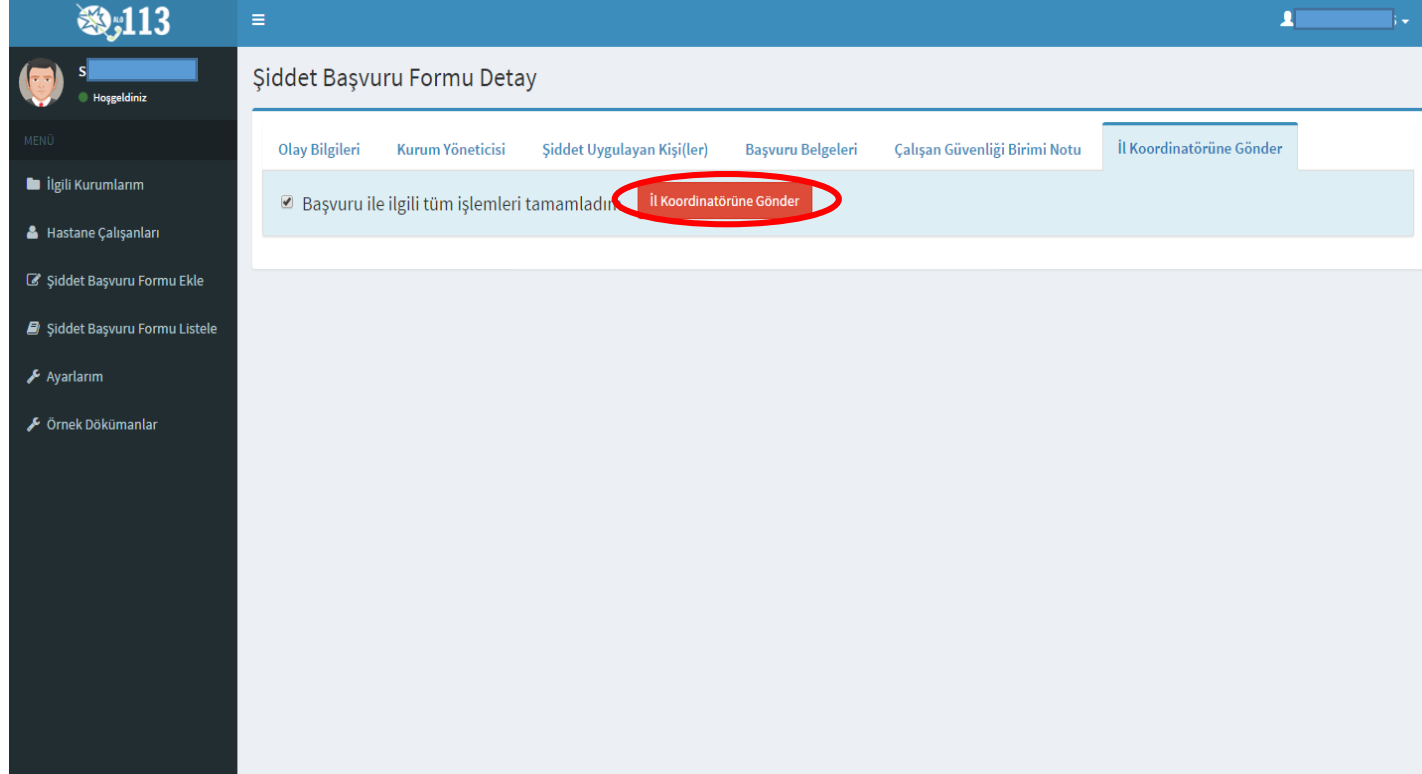 ALO 113
S
Hoşgeldiniz
MENÜ
İlgili Kurumlarım
Hastane Çalışanları
Şiddet Başvuru Formu Ekle
Şiddet Başvuru Formu Listele
Ayarlarım
Örnek Dökümanlar
Şiddet Başvuru Formu Detay
Olay Bilgileri Kurum Yöneticisi Şiddet Uygulayan Kişi(ler) Başvuru Belgeleri Çalışan Güvenliği Birimi Notu İl Koordinatörüne Gönder
Başvuru ile ilgili tüm işlemleri tamamladım İl Koordinatörüne Gönder